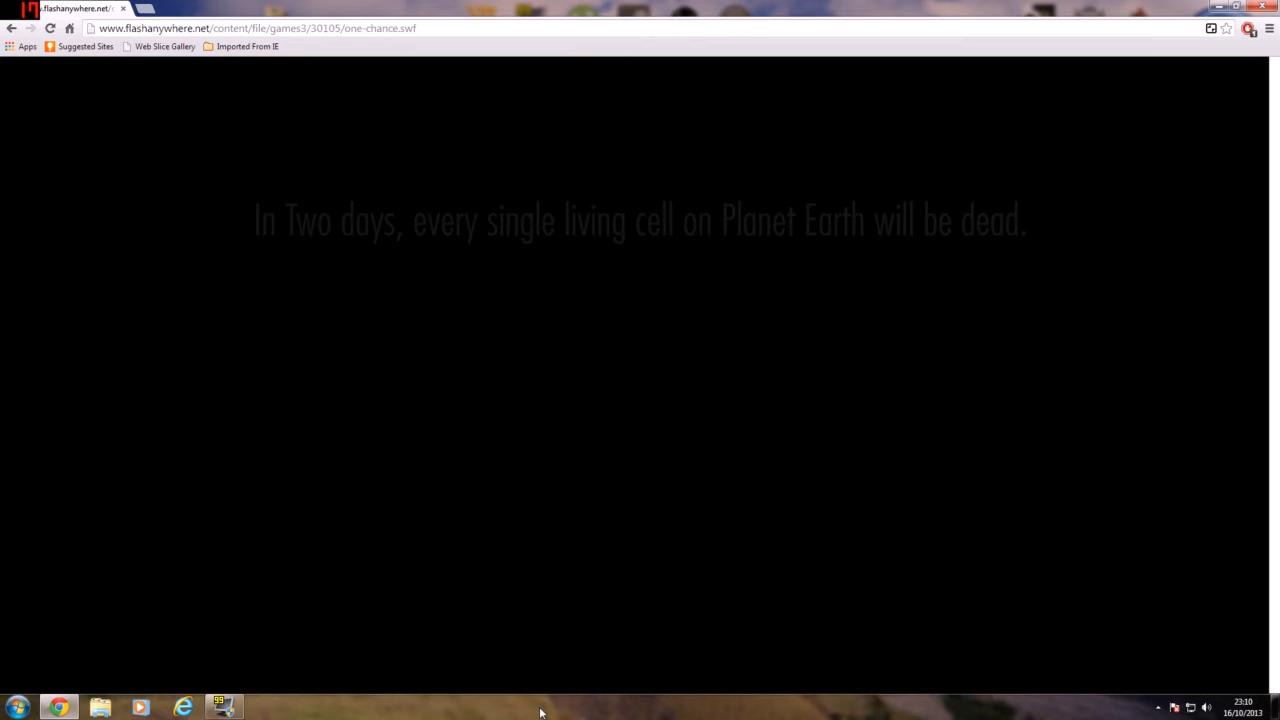 17
.flashanywhere.net/c
www.flashanywhere.net/content/file/games3/30105/one-chance.swf
Apps Suggested Sites Web Slice Gallery Imported From IE
In Two days, every single living cell on Planet Earth will be dead.
99
23:10
16/10/2013